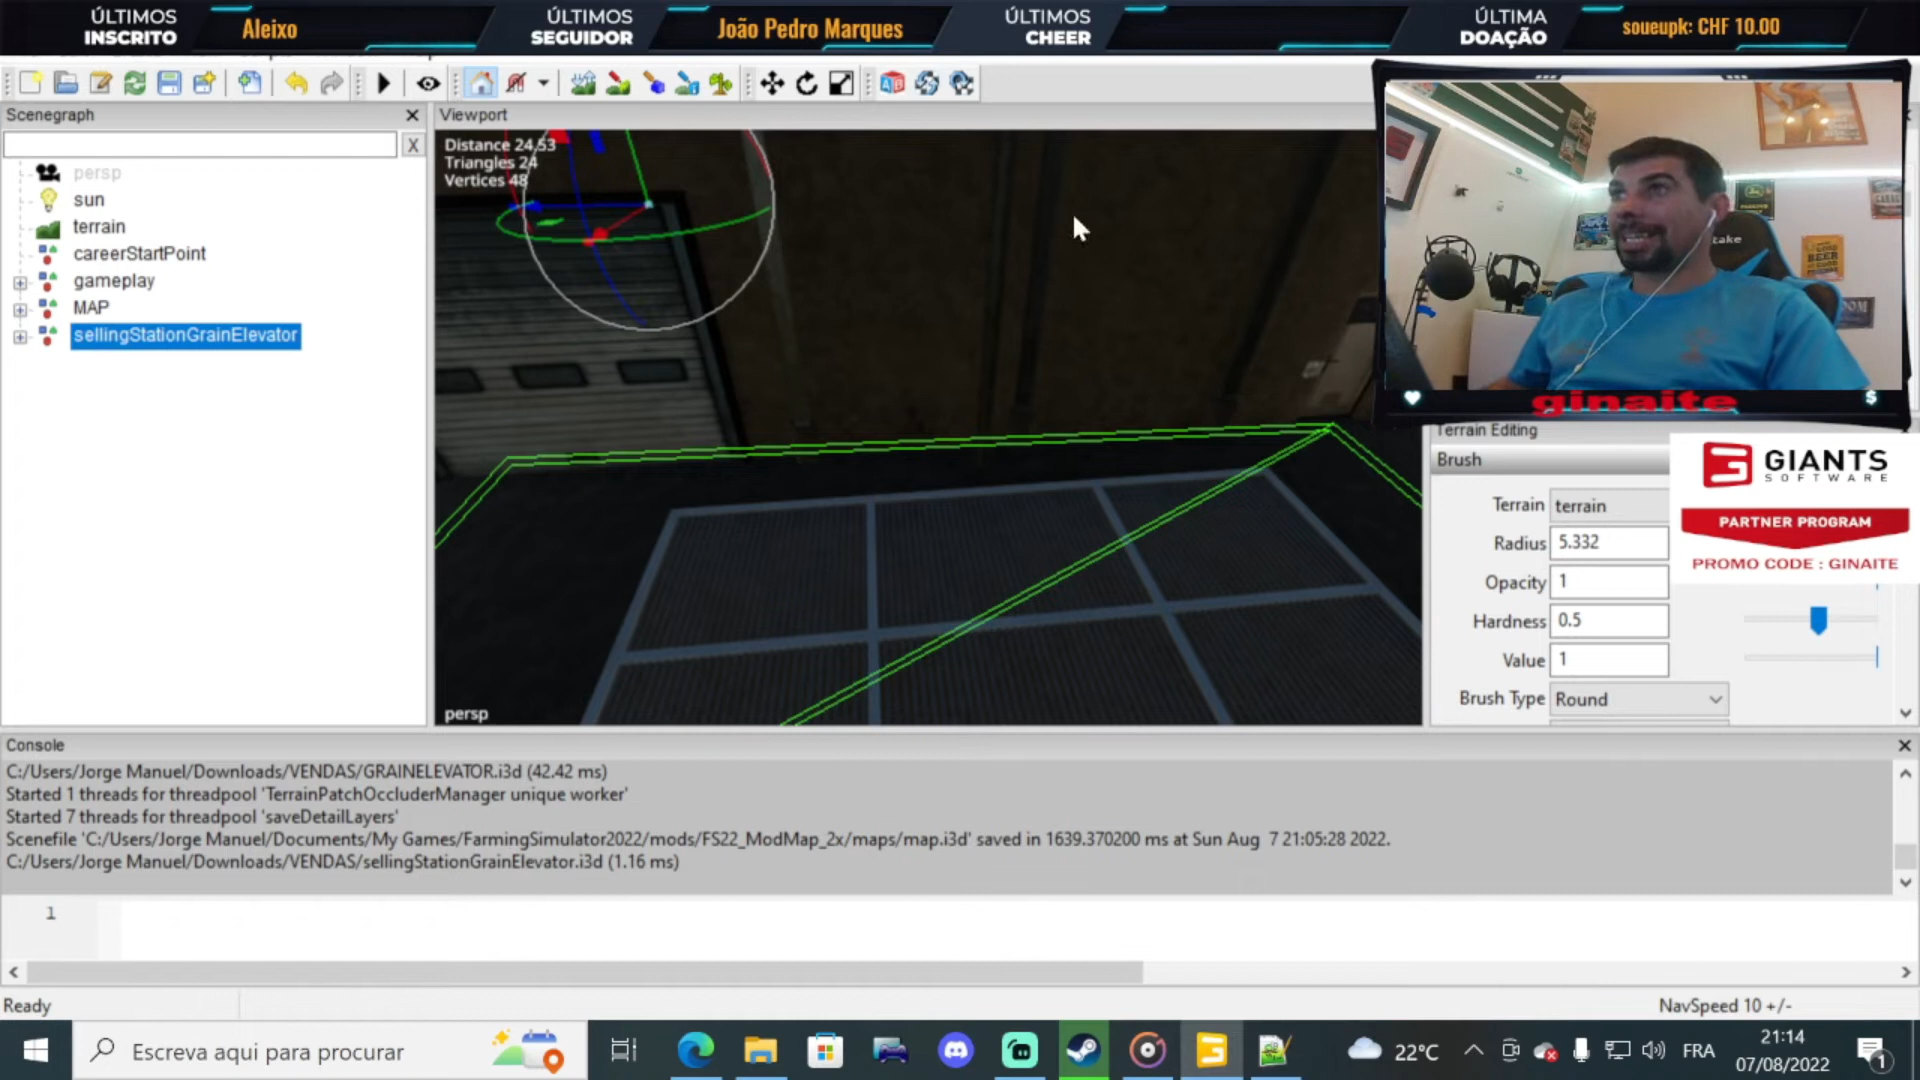 ÚLTIMOS
INSCRITO
Aleixo
ÚLTIMOS
SEGUIDOR
João Pedro Marques
ÚLTIMOS
CHEER
ÚLTIMA
DOAÇÃO
soueupk: CHF 10.00
Scenegraph
X
persp
sun
terrain
careerStartPoint
gameplay
MAP
sellingStationGrainElevator
Viewport
Distance 24,53
Triangles 24
Vertices 48
persp
ginaite
$
Terrain Editing
Brush
Terrain terrain
Radius 5.332
Opacity 1
Hardness 0.5
Value 1
Brush Type Round
GIANTS
SOFTWARE
PARTNER PROGRAM
PROMO CODE : GINAITE
Console
C:/Users/Jorge Manuel/Downloads/VENDAS/GRAINELEVATOR.i3d (42.42 ms)
Started 1 threads for threadpool 'TerrainPatchOccluderManager unique worker'
Started 7 threads for threadpool 'saveDetailLayers'
Scenefile 'C:/Users/Jorge Manuel/Documents/My Games/FarmingSimulator2022/mods/FS22_ModMap_2x/maps/map.i3d' saved in 1639.370200 ms at Sun Aug 7 21:05:28 2022.
C:/Users/Jorge Manuel/Downloads/VENDAS/sellingStationGrainElevator.i3d (1.16 ms)
1
Ready
NavSpeed 10 +/-
Escreva aqui para procurar
22°C
FRA
21:14
07/08/2022
1